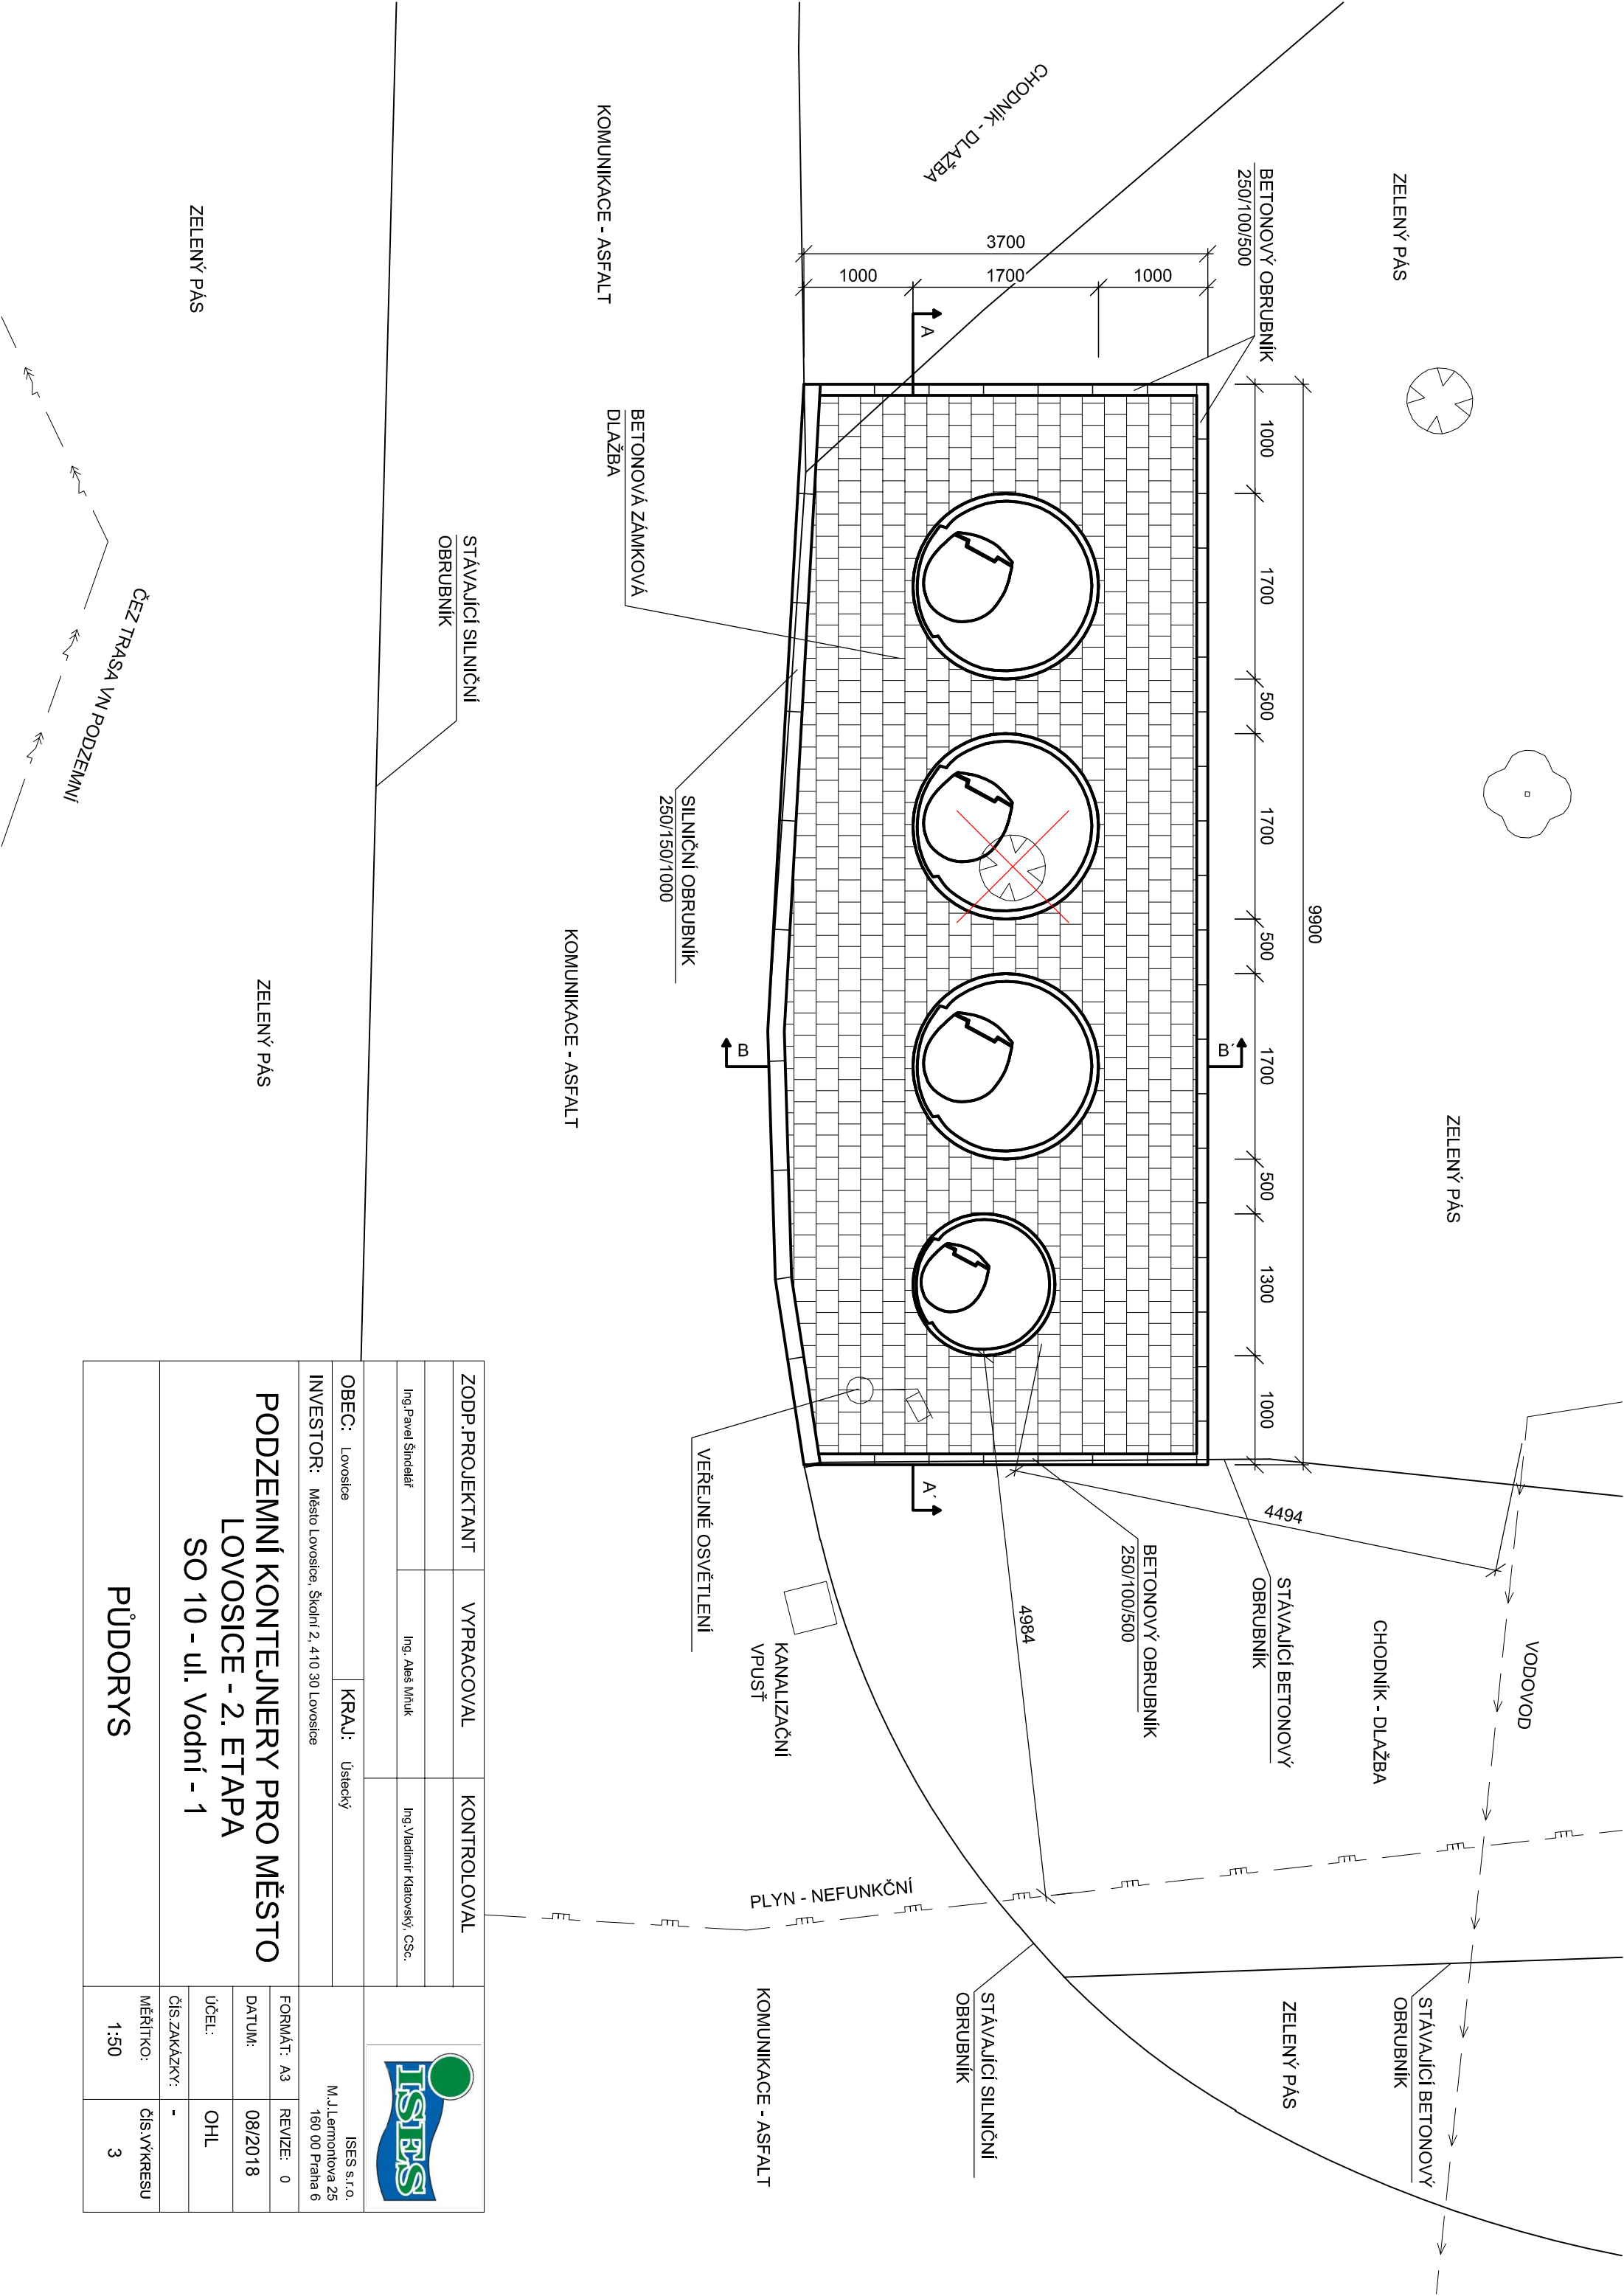 ZELENÝ PÁS
ZELENÝ PÁS
VODOVOD
STÁVAJÍCÍ BETONOVÝ
OBRUBNÍK
CHODNÍK - DLAŽBA
ZELENÝ PÁS
BETONOVÝ OBRUBNÍK
250/100/500
9900
1000
1700
500
1700
500
1700
500
1300
1000
4494
STÁVAJÍCÍ BETONOVÝ
OBRUBNÍK
BETONOVÝ OBRUBNÍK
250/100/500
4984
CHODNÍK - DLAŽBA
3700
1000
1700
1000
A
A´
B
B´
STÁVAJÍCÍ SILNIČNÍ
OBRUBNÍK
PLYN - NEFUNKČNÍ
KANALIZAČNÍ
VPUSŤ
KOMUNIKACE - ASFALT
VEŘEJNÉ OSVĚTLENÍ
SILNIČNÍ OBRUBNÍK
250/150/1000
BETONOVÁ ZÁMKOVÁ
DLAŽBA
KOMUNIKACE - ASFALT
KOMUNIKACE - ASFALT
STÁVAJÍCÍ SILNIČNÍ
OBRUBNÍK
ZELENÝ PÁS
ZELENÝ PÁS
ČEZ TRASA VN PODZEMNÍ
ZODP.PROJEKTANT
VYPRACOVAL
KONTROLOVAL
Ing.Pavel Šindelář
Ing. Aleš Mňuk
Ing.Vladimír Klatovský, CSc.
OBEC: Lovosice
KRAJ: Ústecký
INVESTOR: Město Lovosice, Školní 2, 410 30 Lovosice
ISES
ISES s.r.o.
M.J.Lermontova 25
160 00 Praha 6
PODZEMNÍ KONTEJNERY PRO MĚSTO
LOVOSICE - 2. ETAPA
SO 10 - ul. Vodní - 1
FORMÁT: A3
REVIZE: 0
DATUM: 08/2018
ÚČEL: OHL
ČÍS.ZAKÁZKY: -
PŮDORYS
MĚŘÍTKO:
1:50
ČÍS.VÝKRESU
3